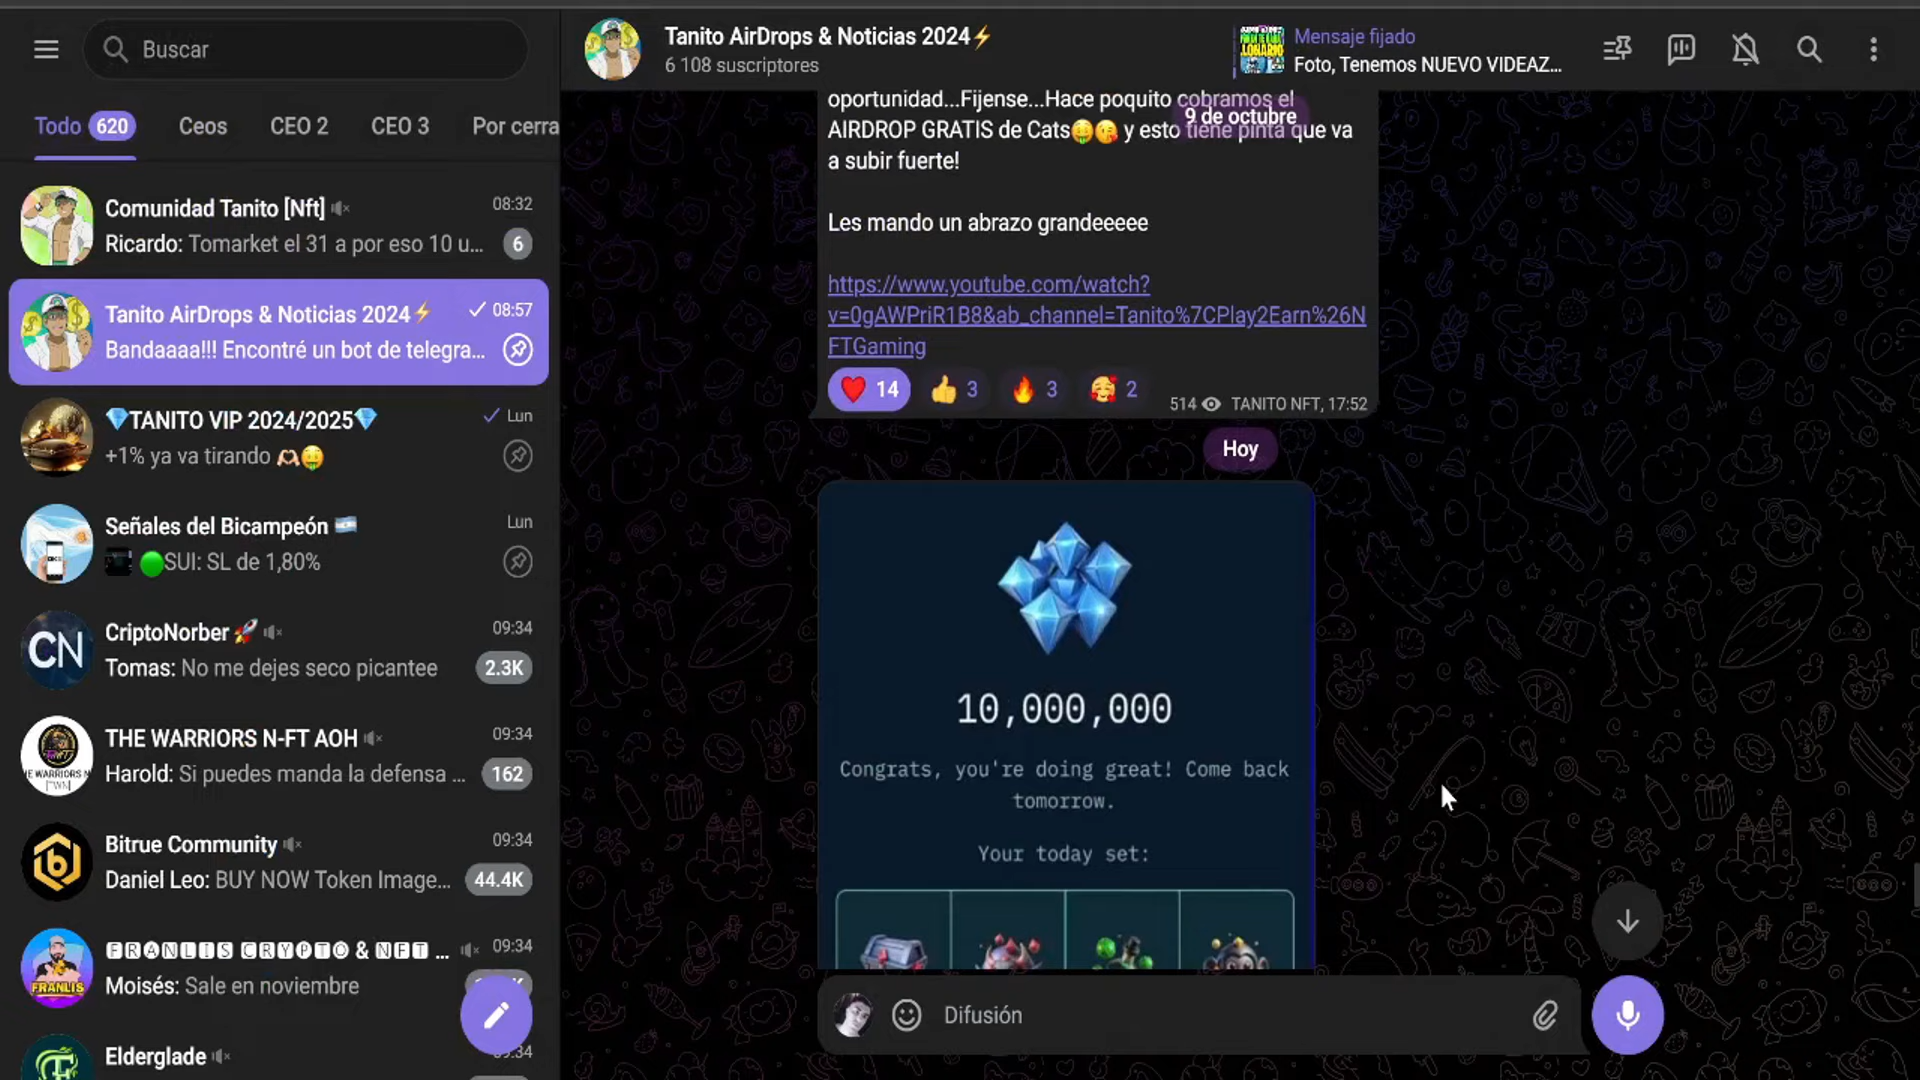 Buscar
Todo 620
Ceos
CEO 2
CEO 3
Por cerra
Comunidad Tanito [Nft]
08:32
Ricardo: Tomarket el 31 a por eso 10 u...
6
Tanito AirDrops & Noticias 2024⚡
08:57
Bandaaaa!!! Encontré un bot de telegra...
💎TANITO VIP 2024/2025💎
Lun
+1% ya va tirando 🫶🏻🤑
Señales del Bicampeón 🇦🇷
Lun
🟢SUI: SL de 1,80%
CN
CriptoNorber 🚀
09:34
Tomas: No me dejes seco picantee
2.3K
THE WARRIORS N-FT AOH
09:34
Harold: Si puedes manda la defensa ...
162
Bitrue Community
09:34
Daniel Leo: BUY NOW Token Image...
44.4K
FRANLIS
🅵🆁🅰🅽🅻🅸🆂 🅲🆁🆈🅿🆃🅾 & 🅽🅵🆃 ...
09:34
Moisés: Sale en noviembre
Elderglade
Tanito AirDrops & Noticias 2024⚡
6 108 suscriptores
Mensaje fijado
Foto, Tenemos NUEVO VIDEAZ...
oportunidad...Fijense...Hace poquito cobramos el
9 de octubre
AIRDROP GRATIS de Cats🤑😘 y esto tiene pinta que va
a subir fuerte!
Les mando un abrazo grandeeeee
https://www.youtube.com/watch?
v=0gAWPriR1B8&ab_channel=Tanito%7CPlay2Earn%26N
FTGaming
❤️ 14 👍 3 🔥 3 🥰 2
514 TANITO NFT, 17:52
Hoy
10,000,000
Congrats, you're doing great! Come back
tomorrow.
Your today set:
Difusión